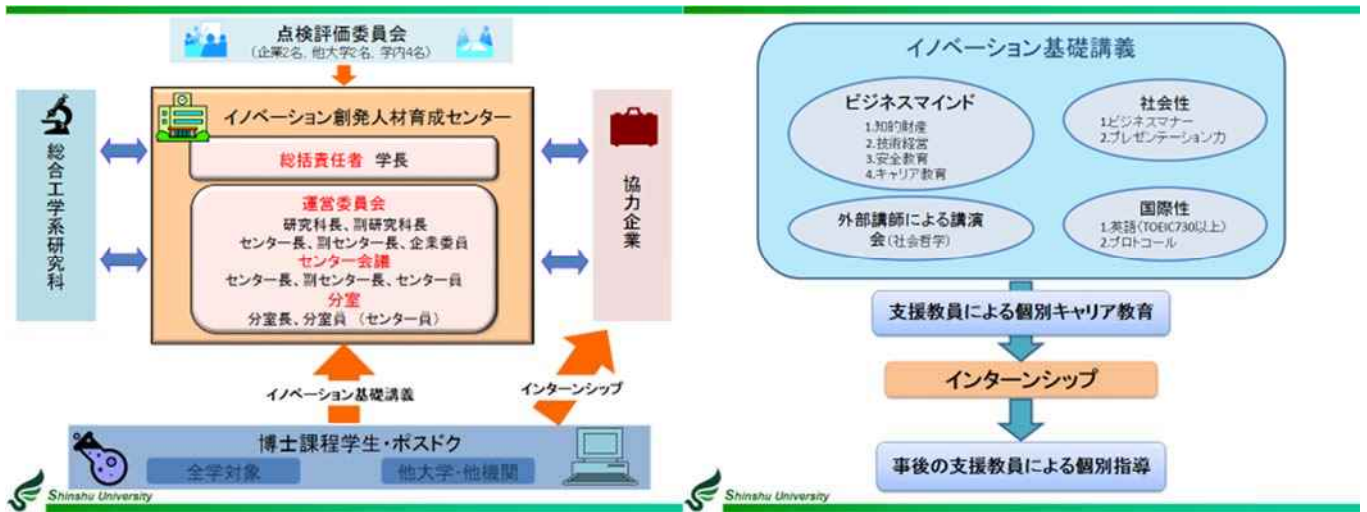 点検評価委員会
(企業2名, 他大学2名, 学内4名)
総合工学系研究科
イノベーション創発人材育成センター
総括責任者 学長
運営委員会
研究科長、副研究科長
センター長、副センター長、企業委員
センター会議
センター長、副センター長、センター員
分室
分室長、分室員 (センター員)
協力企業
イノベーション基礎講義
インターンシップ
博士課程学生・ポスドク
全学対象
他大学・他機関
Shinshu University
イノベーション基礎講義
ビジネスマインド
1.知的財産
2.技術経営
3.安全教育
4.キャリア教育
社会性
1.ビジネスマナー
2.プレゼンテーション力
外部講師による講演
会(社会哲学)
国際性
1.英語(TOEIC730以上)
2.プロトコール
支援教員による個別キャリア教育
インターンシップ
事後の支援教員による個別指導
Shinshu University